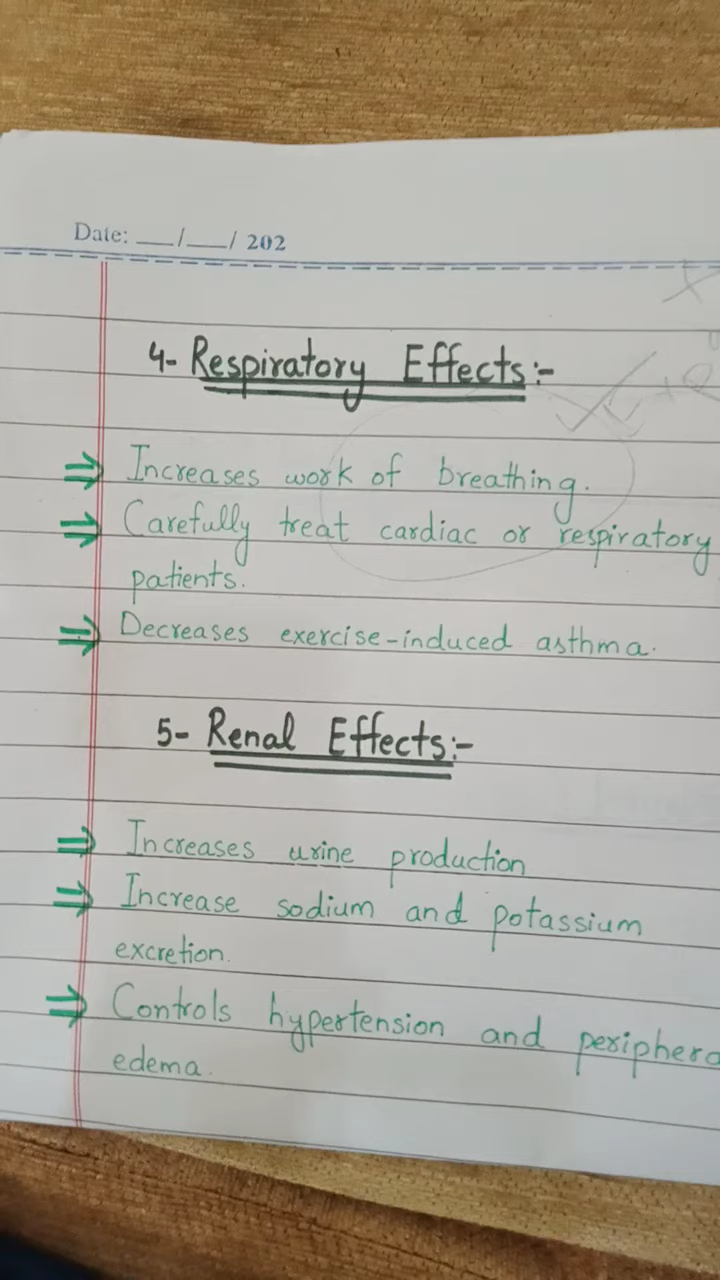 Date: __/__/ 202
4- Respiratory Effects:-
⇒ Increases work of breathing.
⇒ Carefully treat cardiac or respiratory
patients.
⇒ Decreases exercise-induced asthma.
5- Renal Effects:-
⇒ Increases urine production
⇒ Increase sodium and potassium
excretion.
⇒ Controls hypertension and periphera
edema.